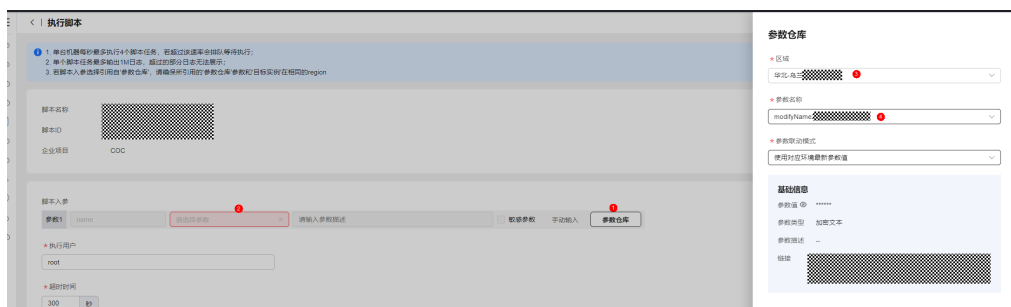 执行脚本
1. 单台机器每秒最多执行4个脚本任务，若超过该速率会排队等待执行；
2. 单个脚本任务最多输出1M日志，超过的部分日志无法展示；
3. 若脚本入参选择引用自'参数仓库'，请确保所引用的'参数仓库'参数和'目标实例'在相同的region
脚本名称
脚本ID
企业项目 COC
脚本入参
2
1
参数1 name 请选择参数 请输入参数描述 敏感参数 手动输入 参数仓库
* 执行用户
root
* 超时时间
300 秒
参数仓库
* 区域
华北-乌兰 3
* 参数名称
modifyName 4
* 参数联动模式
使用对应环境最新参数值
基础信息
参数值 ******
参数类型 加密文本
参数描述 --
链接